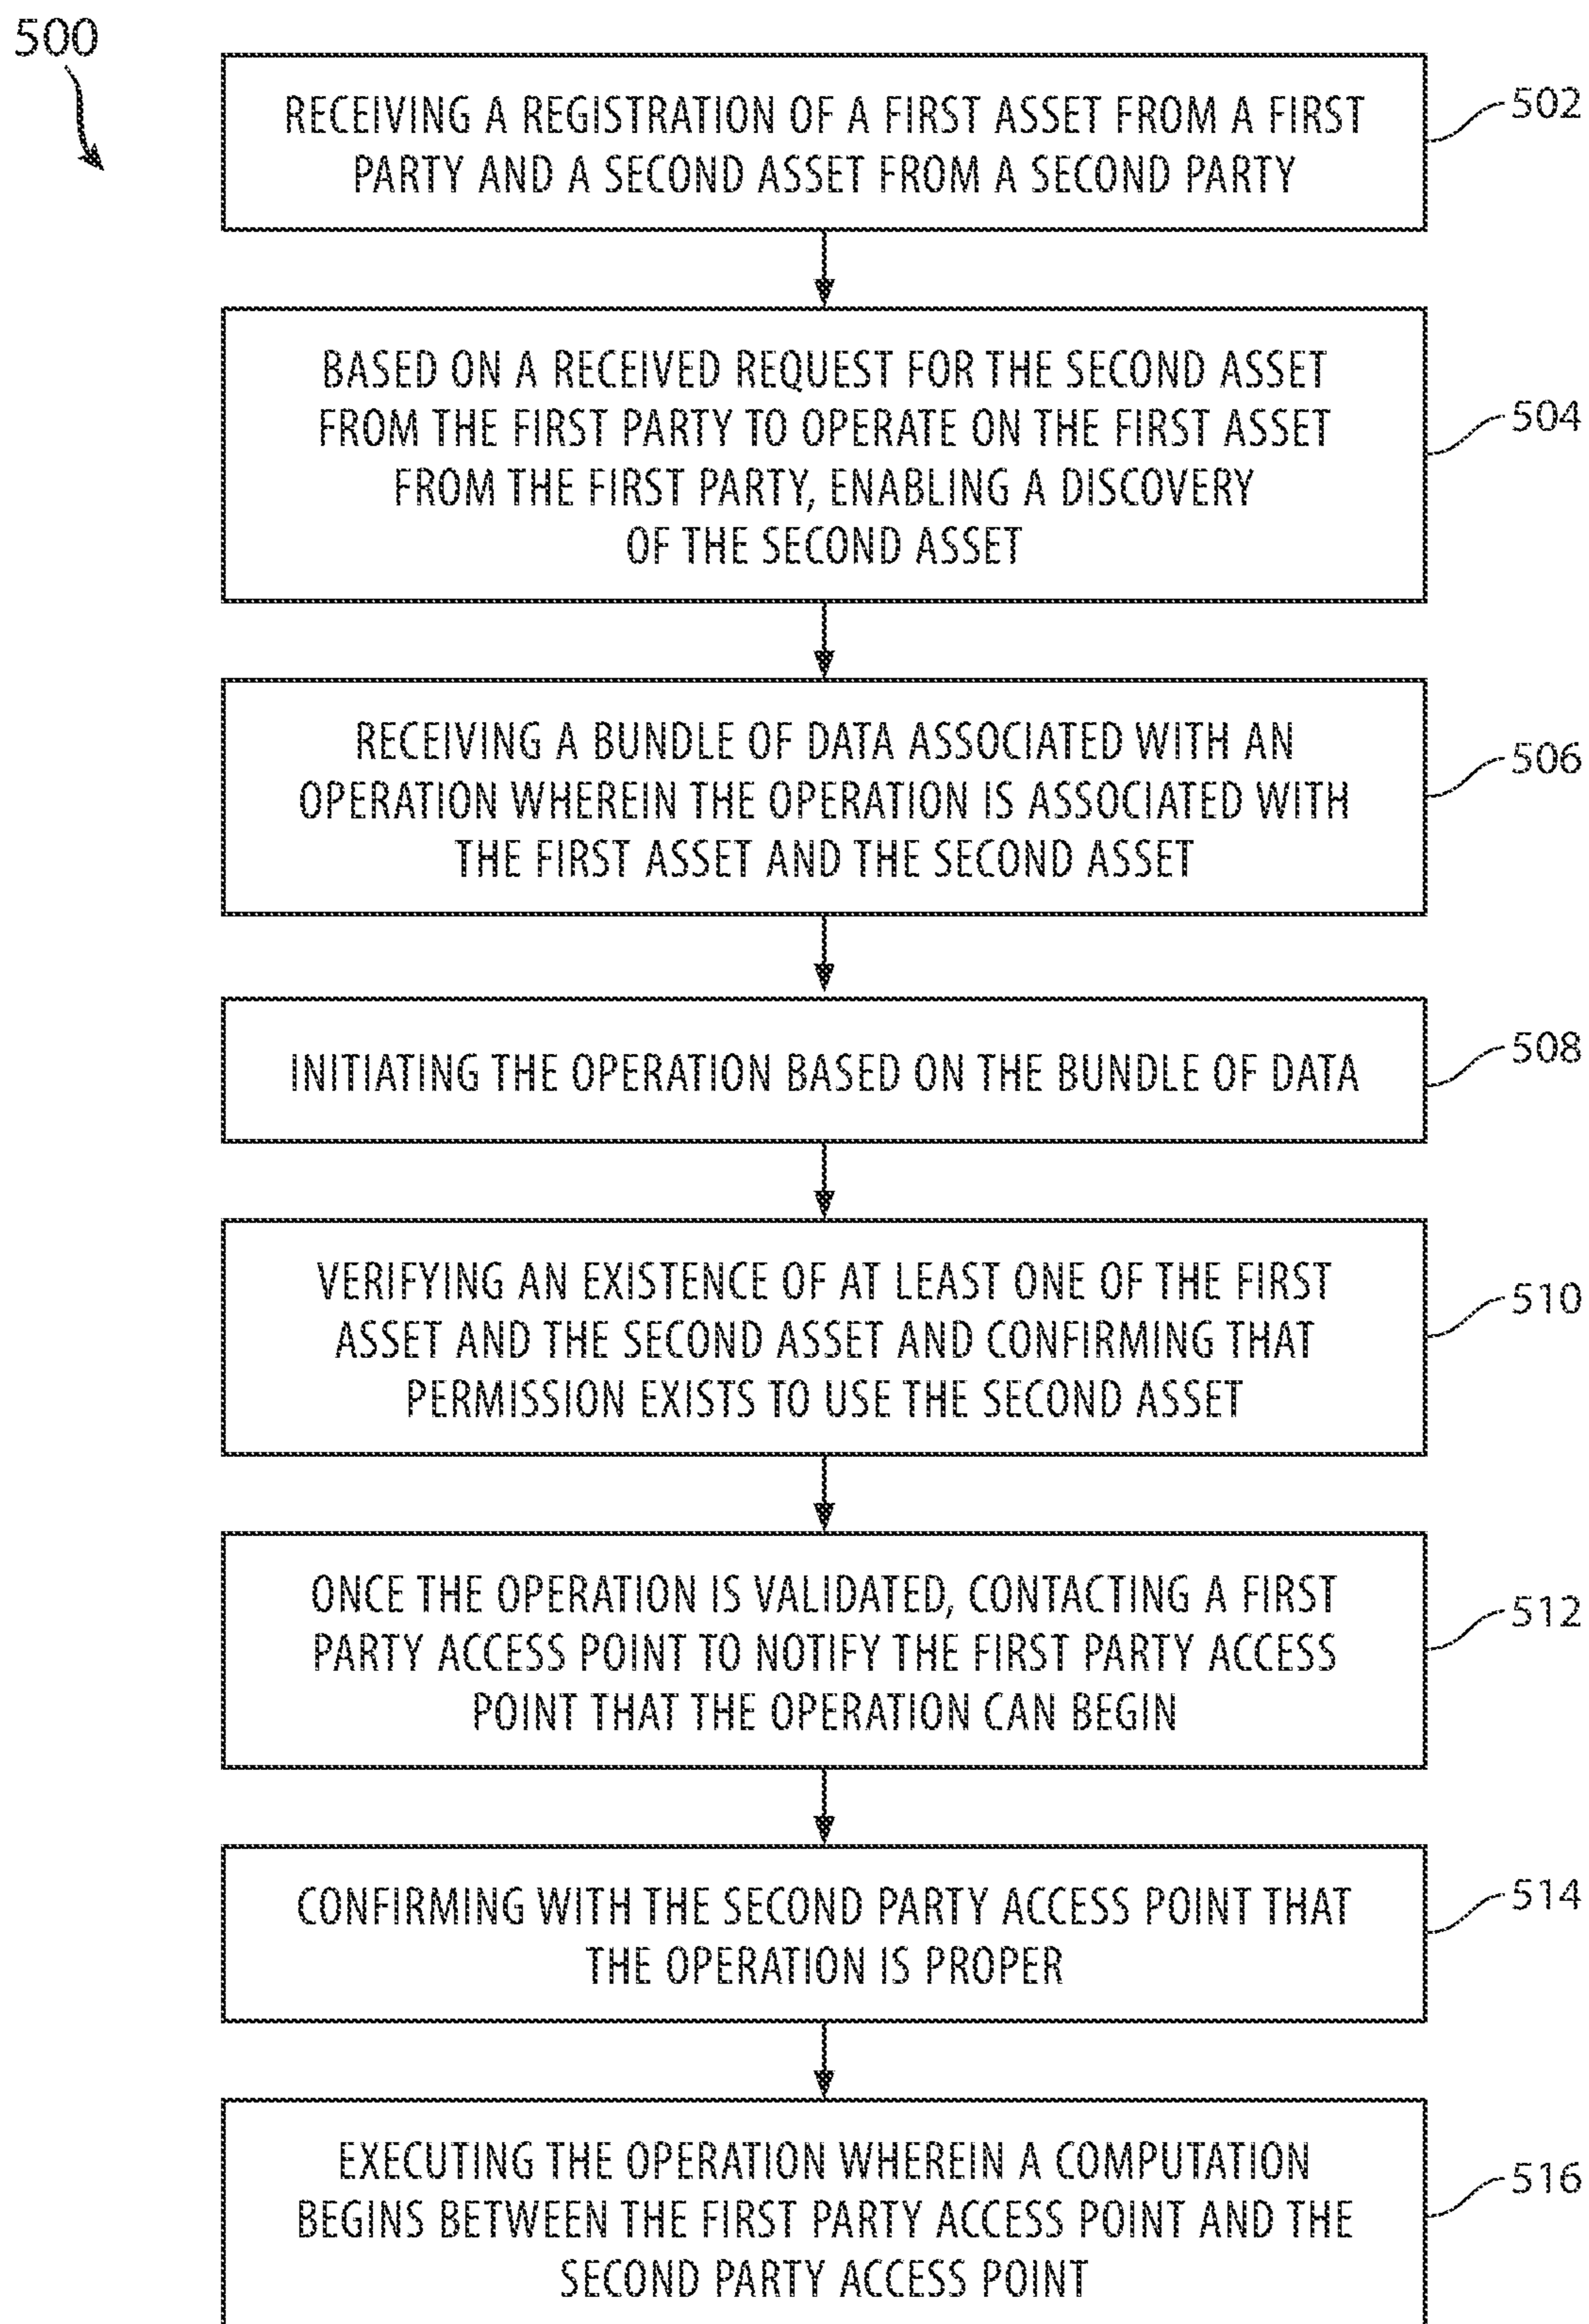 500
RECEIVING A REGISTRATION OF A FIRST ASSET FROM A FIRST
PARTY AND A SECOND ASSET FROM A SECOND PARTY
502
BASED ON A RECEIVED REQUEST FOR THE SECOND ASSET
FROM THE FIRST PARTY TO OPERATE ON THE FIRST ASSET
FROM THE FIRST PARTY, ENABLING A DISCOVERY
OF THE SECOND ASSET
504
RECEIVING A BUNDLE OF DATA ASSOCIATED WITH AN
OPERATION WHEREIN THE OPERATION IS ASSOCIATED WITH
THE FIRST ASSET AND THE SECOND ASSET
506
INITIATING THE OPERATION BASED ON THE BUNDLE OF DATA
508
VERIFYING AN EXISTENCE OF AT LEAST ONE OF THE FIRST
ASSET AND THE SECOND ASSET AND CONFIRMING THAT
PERMISSION EXISTS TO USE THE SECOND ASSET
510
ONCE THE OPERATION IS VALIDATED, CONTACTING A FIRST
PARTY ACCESS POINT TO NOTIFY THE FIRST PARTY ACCESS
POINT THAT THE OPERATION CAN BEGIN
512
CONFIRMING WITH THE SECOND PARTY ACCESS POINT THAT
THE OPERATION IS PROPER
514
EXECUTING THE OPERATION WHEREIN A COMPUTATION
BEGINS BETWEEN THE FIRST PARTY ACCESS POINT AND THE
SECOND PARTY ACCESS POINT
516